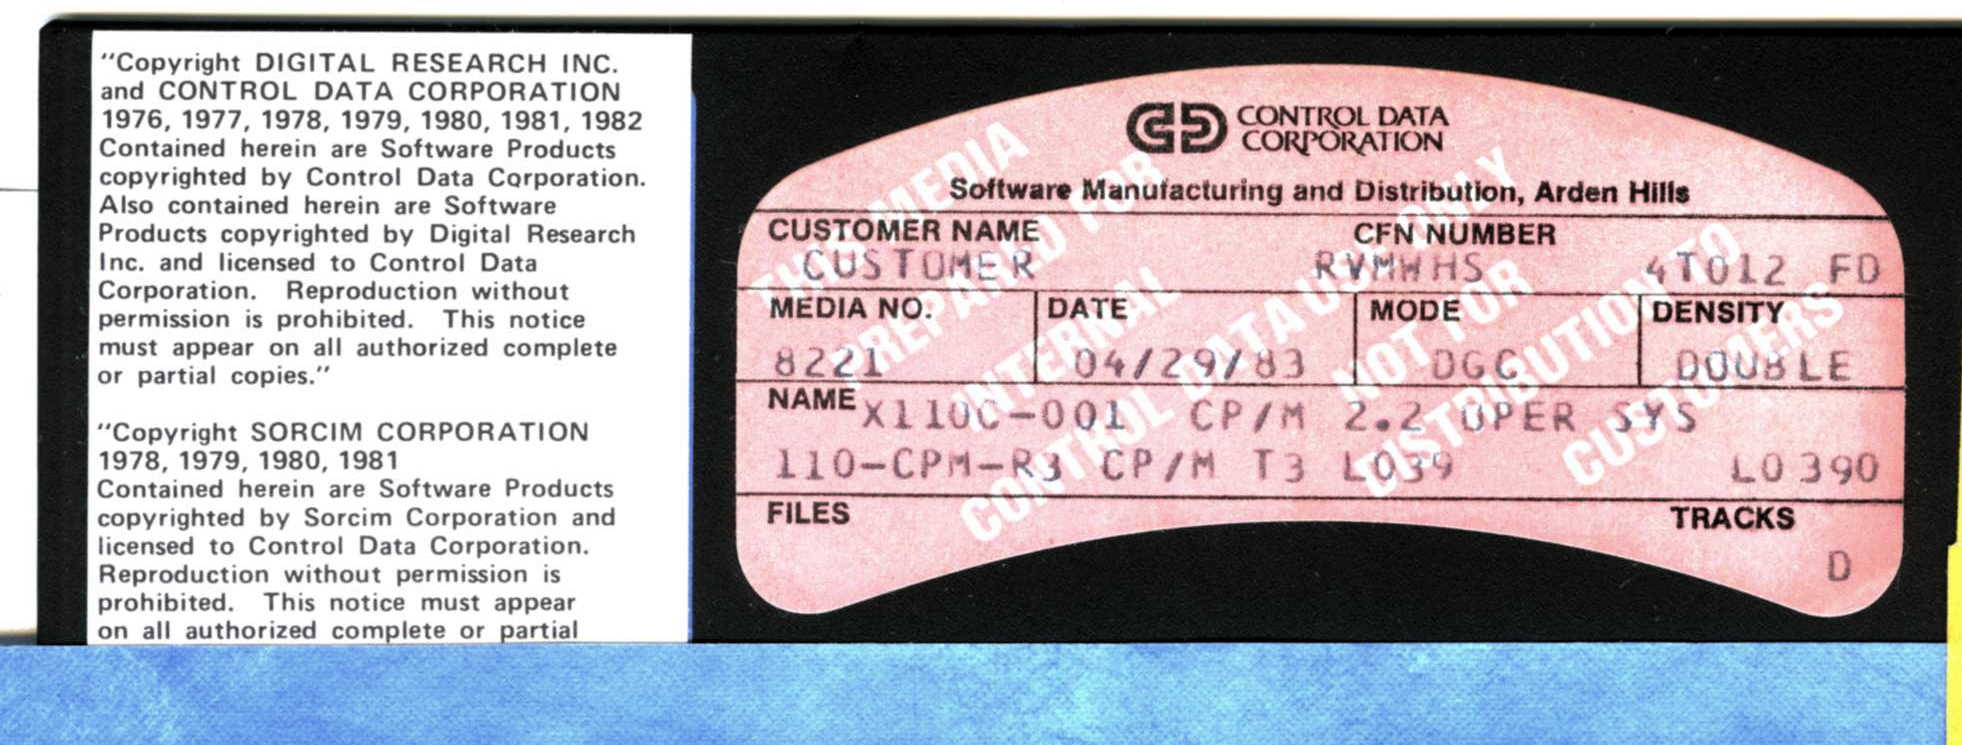 “Copyright DIGITAL RESEARCH INC.
and CONTROL DATA CORPORATION
1976, 1977, 1978, 1979, 1980, 1981, 1982
Contained herein are Software Products
copyrighted by Control Data Corporation.
Also contained herein are Software
Products copyrighted by Digital Research
Inc. and licensed to Control Data
Corporation. Reproduction without
permission is prohibited. This notice
must appear on all authorized complete
or partial copies.”
“Copyright SORCIM CORPORATION
1978, 1979, 1980, 1981
Contained herein are Software Products
copyrighted by Sorcim Corporation and
licensed to Control Data Corporation.
Reproduction without permission is
prohibited. This notice must appear
on all authorized complete or partial
CONTROL DATA
CORPORATION
Software Manufacturing and Distribution, Arden Hills
CUSTOMER NAME CFN NUMBER
CUSTOMER RVMWHS 4T012 FD
MEDIA NO. DATE MODE DENSITY
8221 04/29/83 DGC DOUBLE
NAME X110C-001 CP/M 2.2 OPER SYS
110-CPM-R3 CP/M T3 L039 L0390
FILES TRACKS
D
THIS MEDIA
PREPARED FOR
INTERNAL
CONTROL DATA USE ONLY
NOT FOR
DISTRIBUTION TO
CUSTOMERS